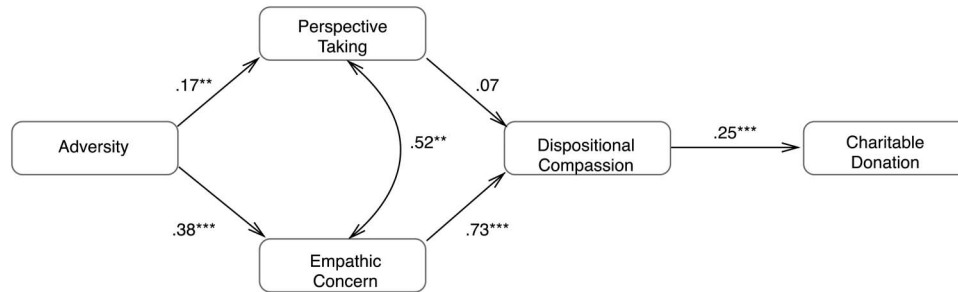 Perspective
Taking
.17**
.07
Adversity
.52**
Dispositional
Compassion
.25***
Charitable
Donation
.38***
.73***
Empathic
Concern